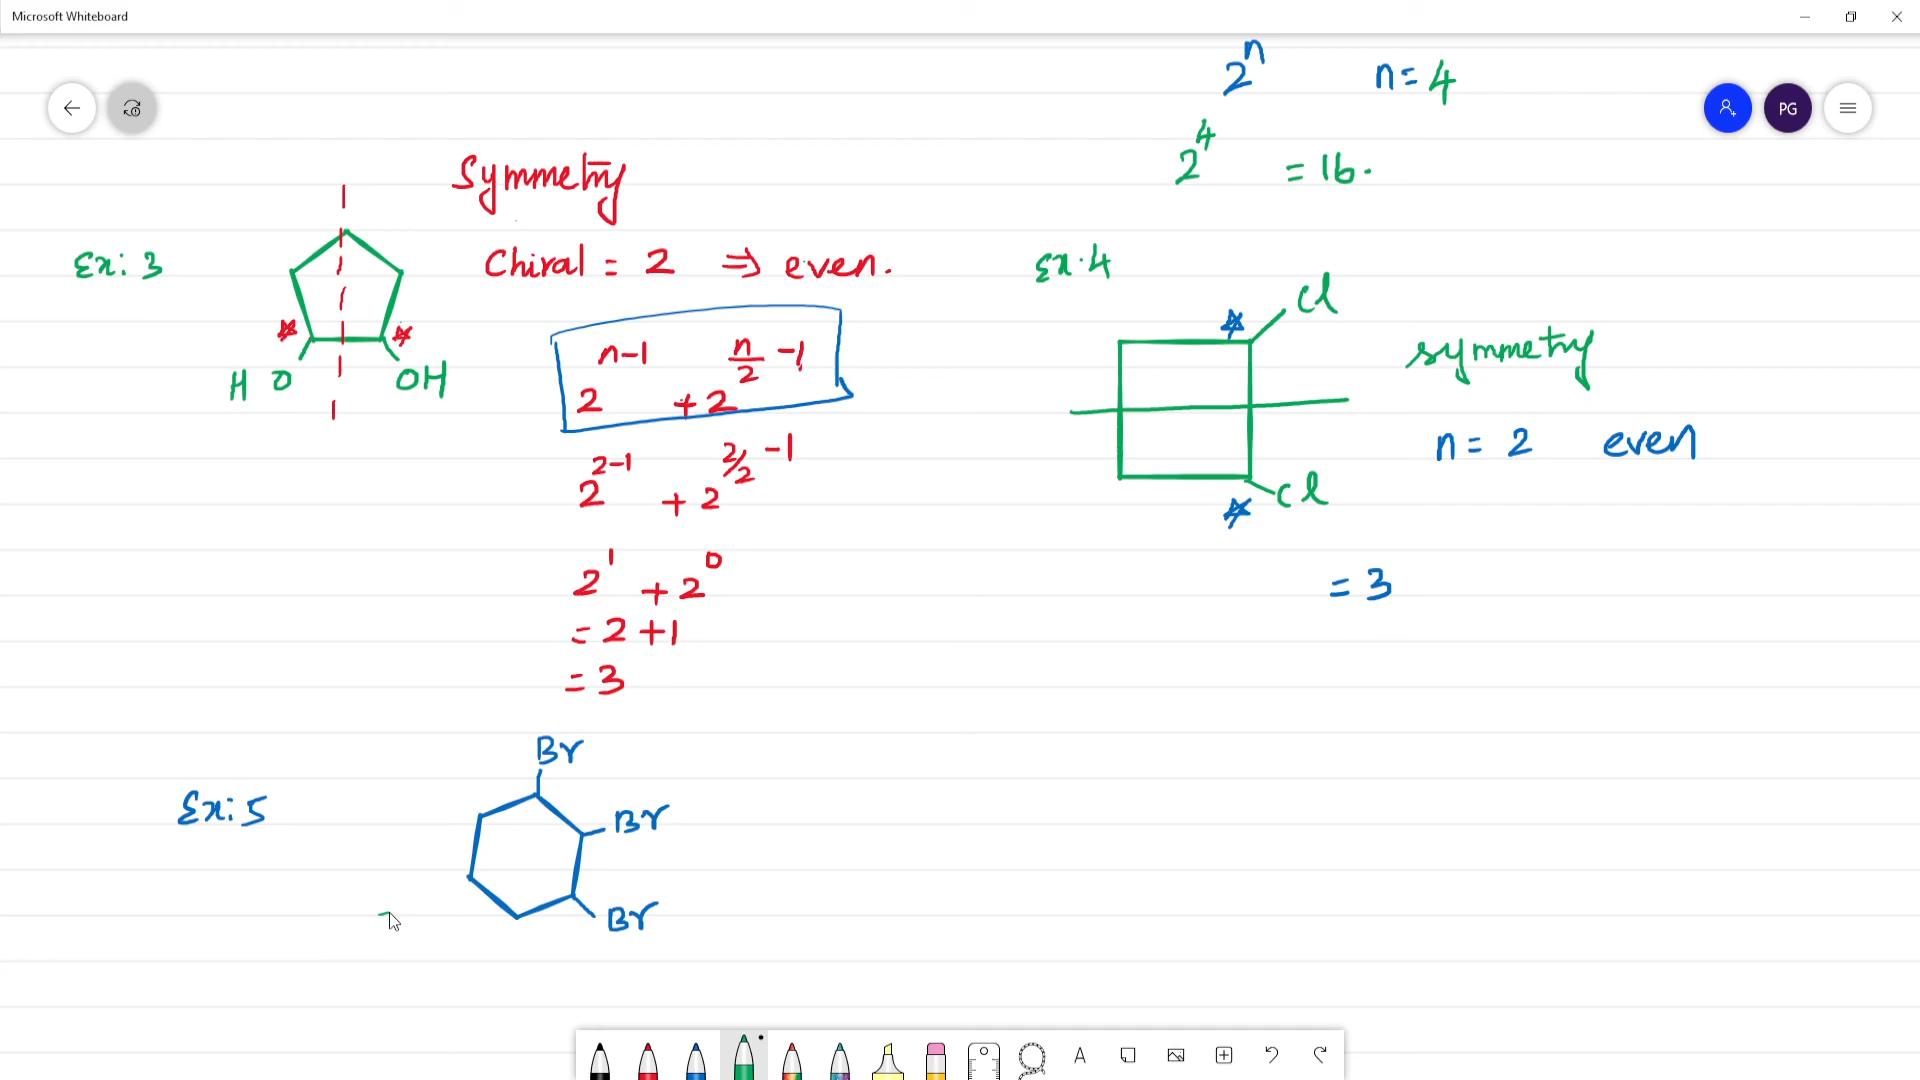 Microsoft Whiteboard
2^n n = 4
2^4 = 16.
PG
Symmetry
Ex: 3
Chiral = 2 ⇒ even.
2^(n-1) + 2^(n/2 -1)
H O OH
2^(2-1) + 2^(2/2 -1)
2^1 + 2^0
= 2 + 1
= 3
Ex. 4
Cl
symmetry
n = 2 even
Cl
= 3
Ex: 5
Br
Br
Br
A